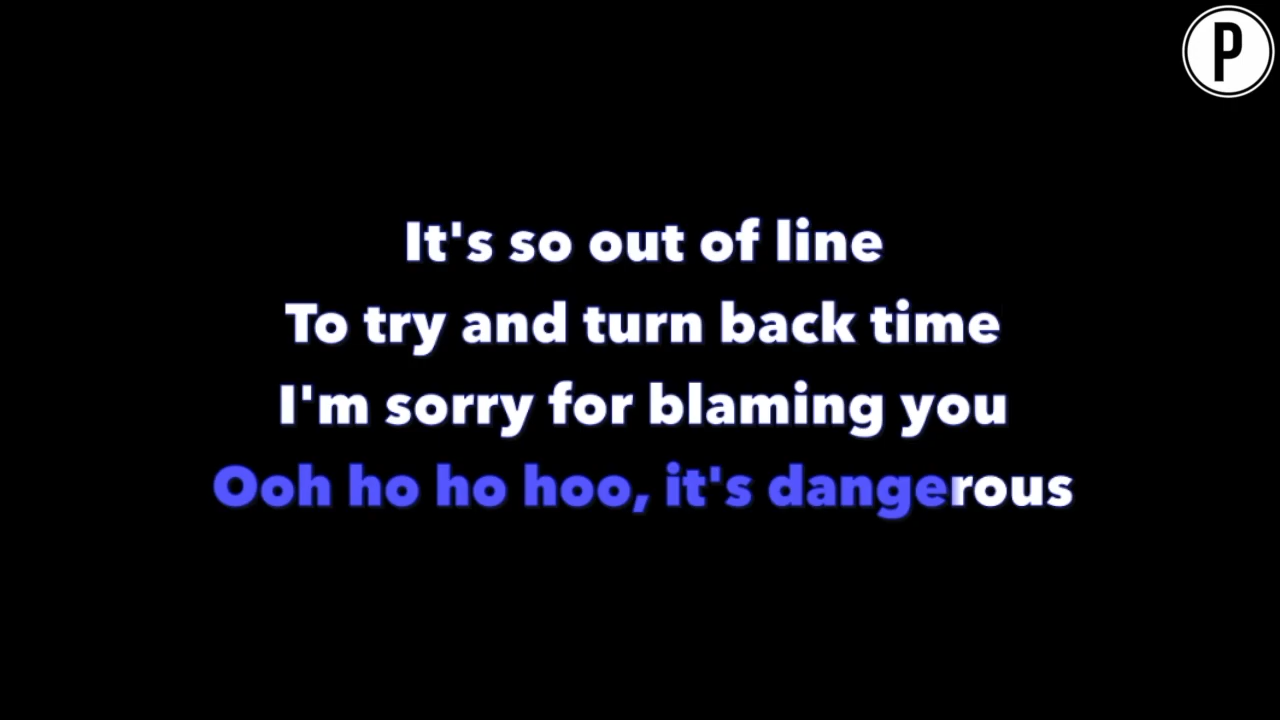 P
It's so out of line
To try and turn back time
I'm sorry for blaming you
Ooh ho ho hoo, it's dangerous